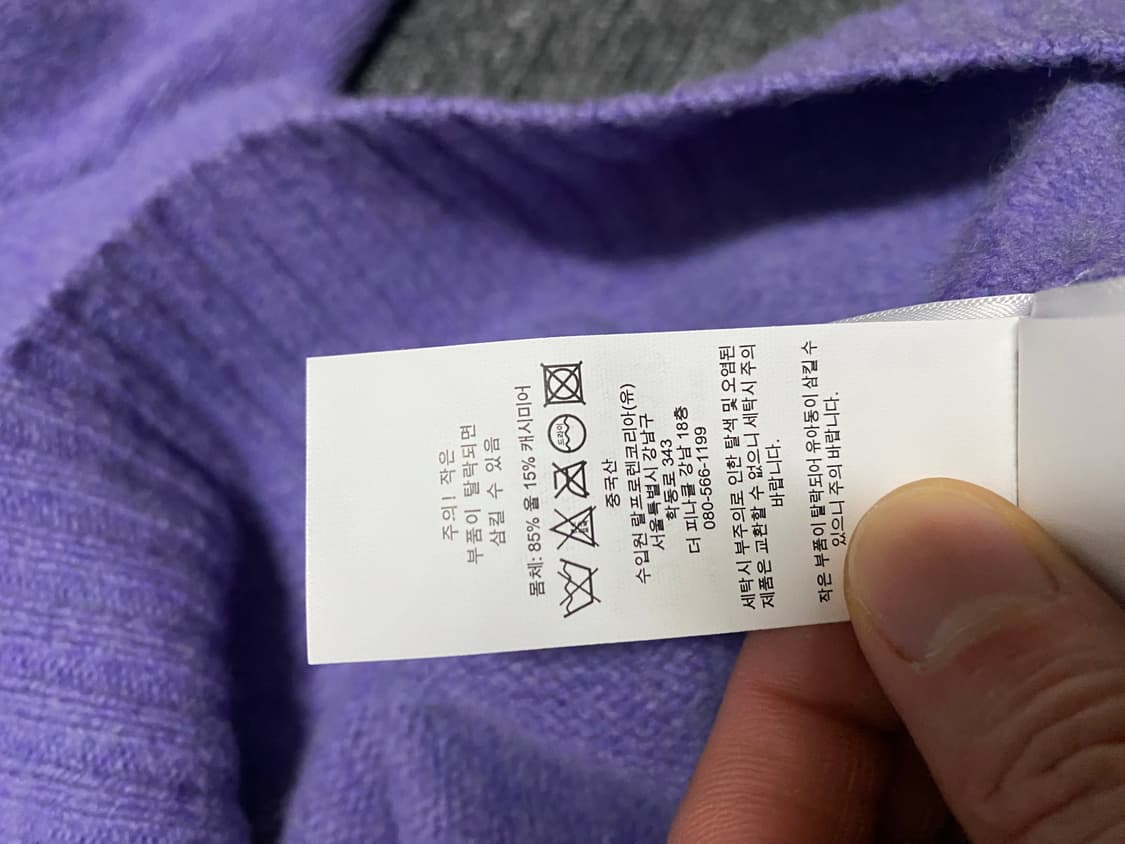 주의! 작은
부품이 탈락되면
삼킬 수 있음
몸체: 85% 울 15% 캐시미어
드라이
중국산
수입원 랄프로렌코리아(유)
서울특별시 강남구
학동로 343
더 피나클 강남 18층
080-566-1199
세탁시 부주의로 인한 탈색 및 오염된
제품은 교환할 수 없으니 세탁시 주의
바랍니다.
작은 부품이 탈락되어 유아동이 삼킬 수
있으니 주의 바랍니다.